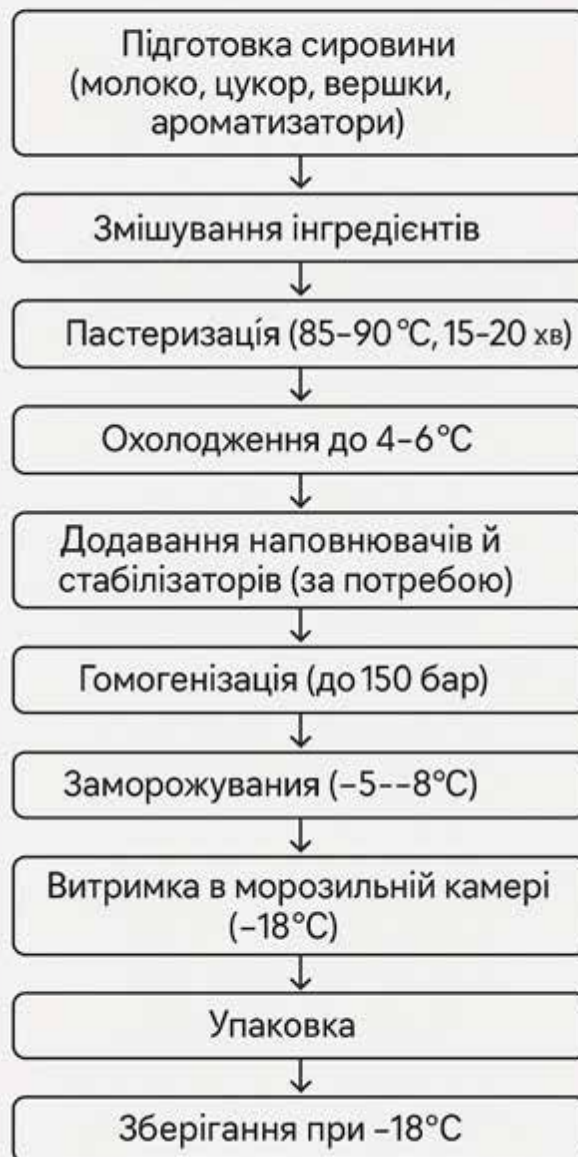 Підготовка сировини
(молоко, цукор, вершки,
ароматизатори)
Змішування інгредієнтів
Пастеризація (85–90 °C, 15-20 хв)
Охолодження до 4–6 °C
Додавання наповнювачів й
стабілізаторів (за потребою)
Гомогенізація (до 150 бар)
Заморожування (–5--8°C)
Витримка в морозильній камері
(–18°C)
Упаковка
Зберігання при –18°C